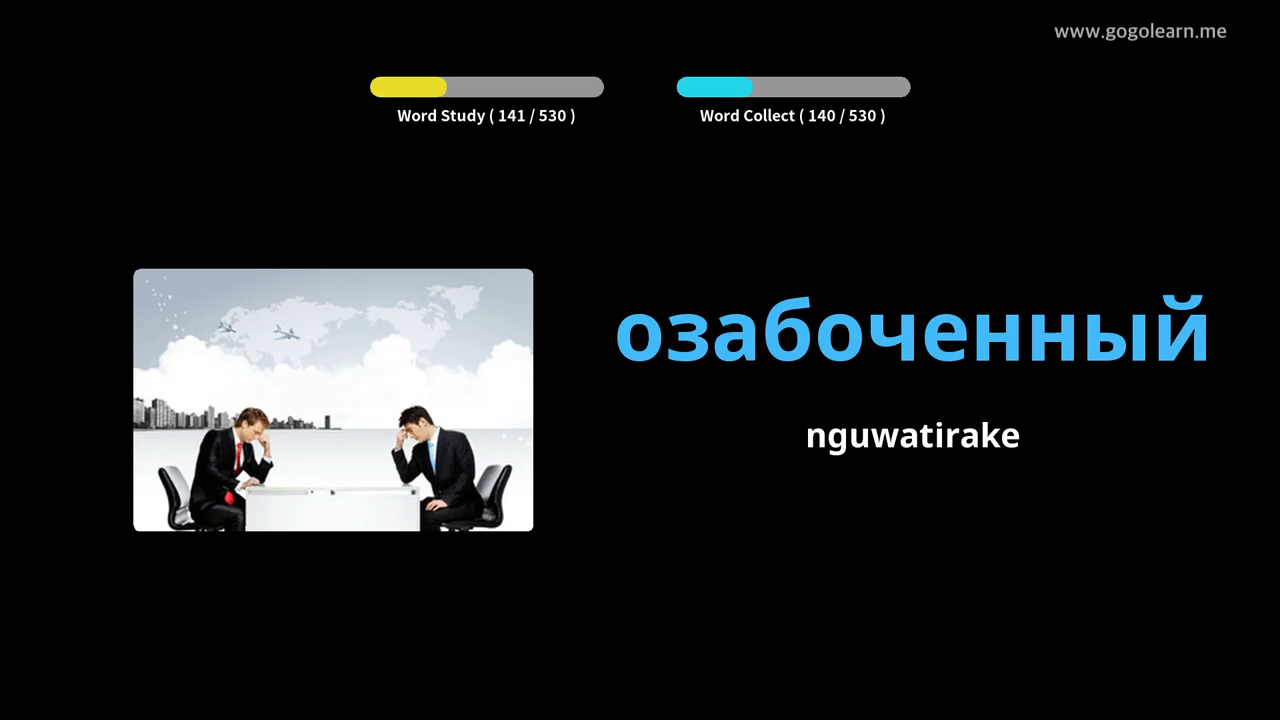 www.gogolearn.me
Word Study ( 141 / 530 )
Word Collect ( 140 / 530 )
озабоченный
nguwatirake